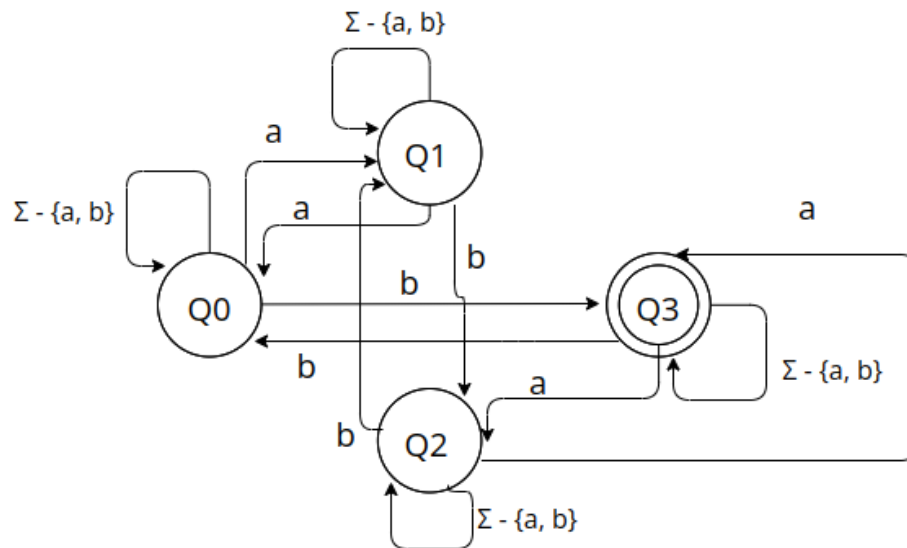 Σ - {a, b}
Q1
a
Σ - {a, b}
a
a
b
b
Q0
Q3
b
a
Σ - {a, b}
b
Q2
Σ - {a, b}